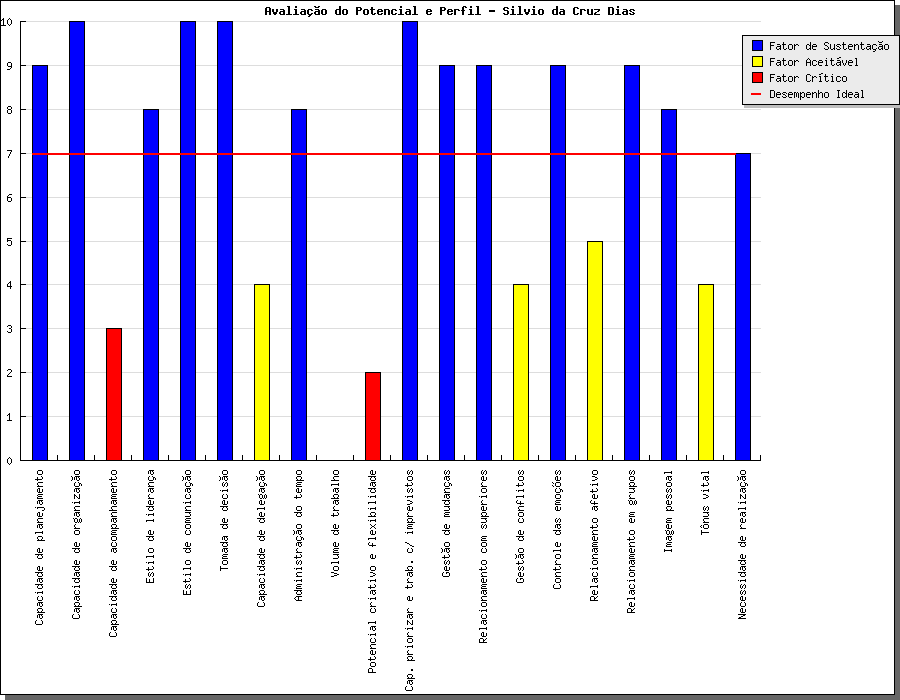 Avaliação do Potencial e Perfil - Silvio da Cruz Dias
Fator de Sustentação
Fator Aceitável
Fator Crítico
Desempenho Ideal
10
9
8
7
6
5
4
3
2
1
0
Capacidade de planejamento
Capacidade de organização
Capacidade de acompanhamento
Estilo de liderança
Estilo de comunicação
Tomada de decisão
Capacidade de delegação
Administração do tempo
Volume de trabalho
Potencial criativo e flexibilidade
Cap. priorizar e trab. c/ imprevistos
Gestão de mudanças
Relacionamento com superiores
Gestão de conflitos
Controle das emoções
Relacionamento afetivo
Relacionamento em grupos
Imagem pessoal
Tônus vital
Necessidade de realização